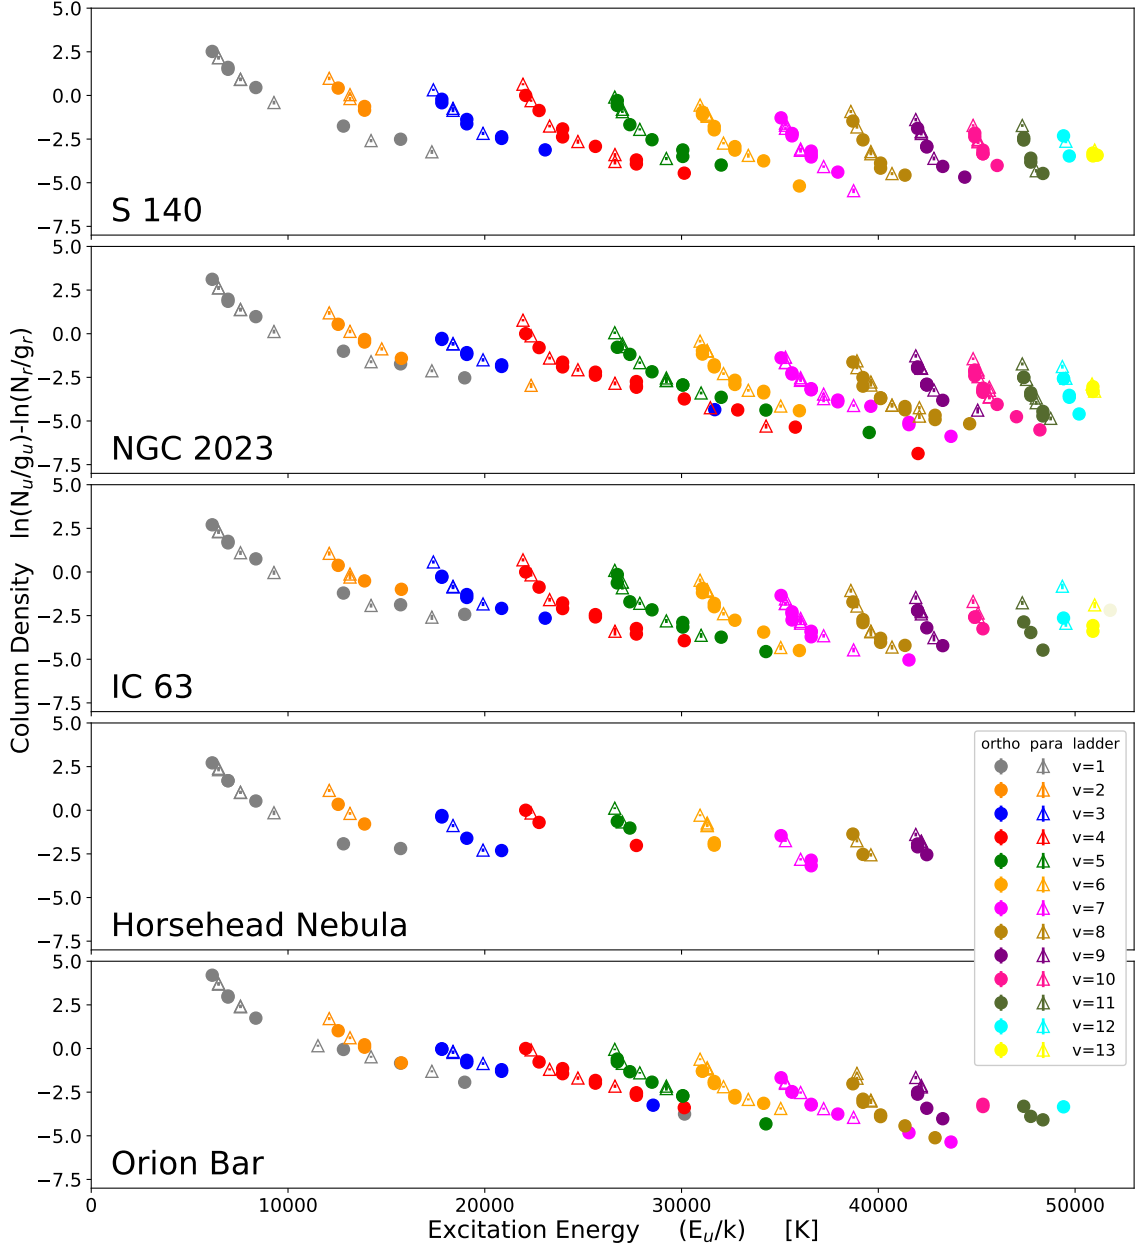 5.0
2.5
0.0
−2.5
−5.0
−7.5
S 140
5.0
2.5
0.0
−2.5
−5.0
−7.5
NGC 2023
5.0
2.5
0.0
−2.5
−5.0
−7.5
IC 63
Column Density ln(N_u/g_u)-ln(N_r/g_r)
5.0
2.5
0.0
−2.5
−5.0
−7.5
Horsehead Nebula
ortho para ladder
v=1
v=2
v=3
v=4
v=5
v=6
v=7
v=8
v=9
v=10
v=11
v=12
v=13
5.0
2.5
0.0
−2.5
−5.0
−7.5
Orion Bar
0 10000 20000 30000 40000 50000
Excitation Energy (E_u/k) [K]